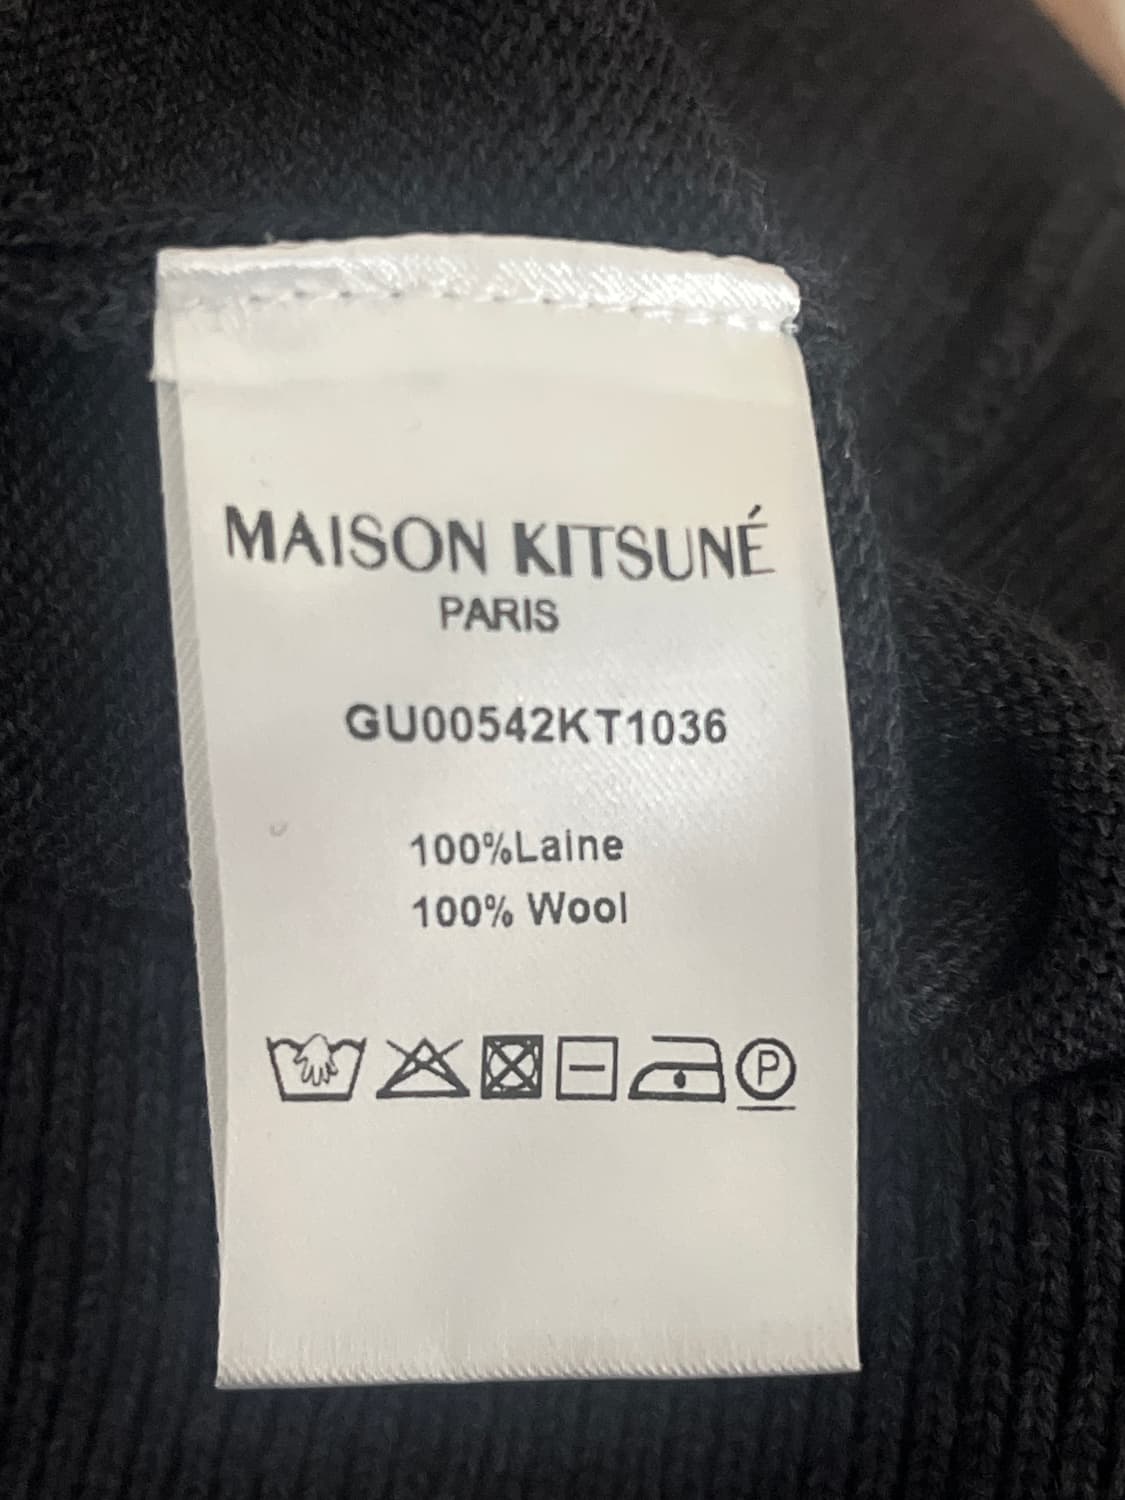 MAISON KITSUNÉ
PARIS
GU00542KT1036
100%Laine
100% Wool
P